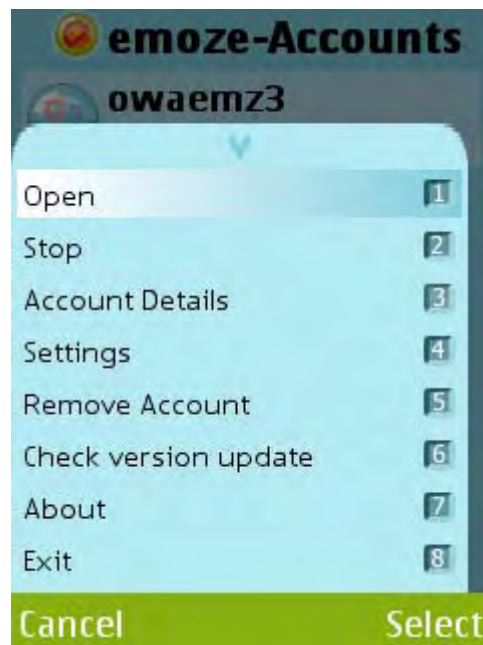 emoze-Accounts
owaemz3
Open 1
Stop 2
Account Details 3
Settings 4
Remove Account 5
Check version update 6
About 7
Exit 8
Cancel Select